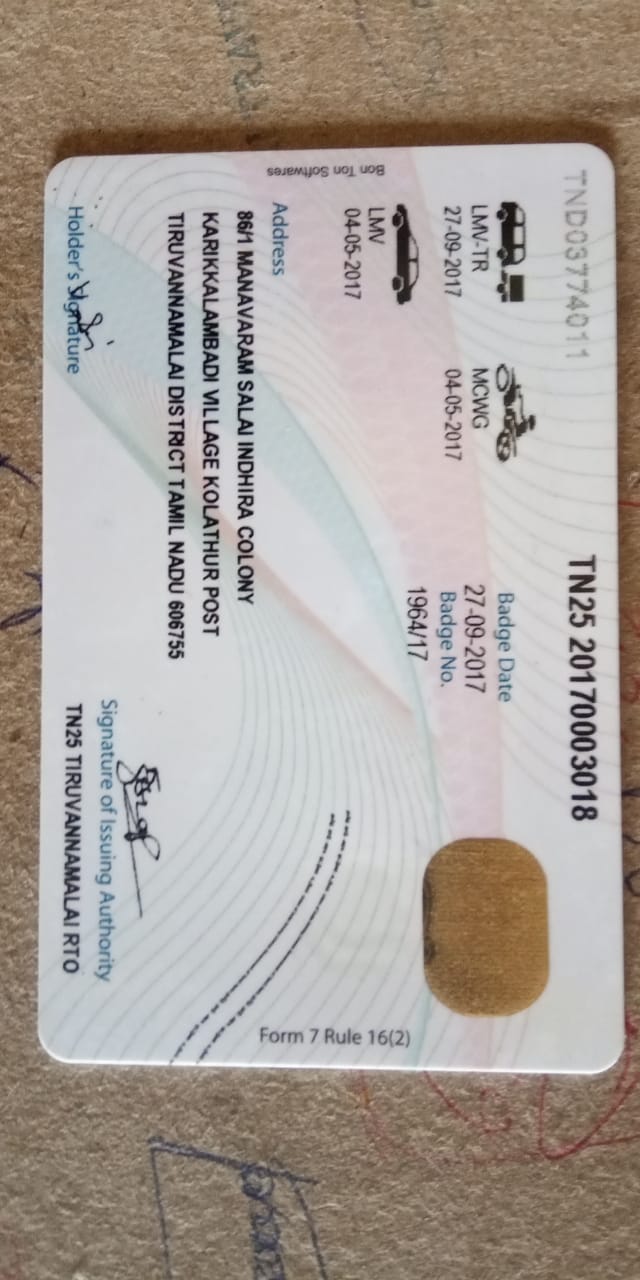 TND03774011
TN25 20170003018
LMV-TR
27-09-2017
MCWG
04-05-2017
Badge Date
27-09-2017
Badge No.
1964/17
LMV
04-05-2017
Bon Ton Softwares
Address
86/1 MANAVARAM SALAI INDHIRA COLONY
KARIKKALAMBADI VILLAGE KOLATHUR POST
TIRUVANNAMALAI DISTRICT TAMIL NADU 606755
Form 7 Rule 16(2)
Holder's Signature
Signature of Issuing Authority
TN25 TIRUVANNAMALAI RTO